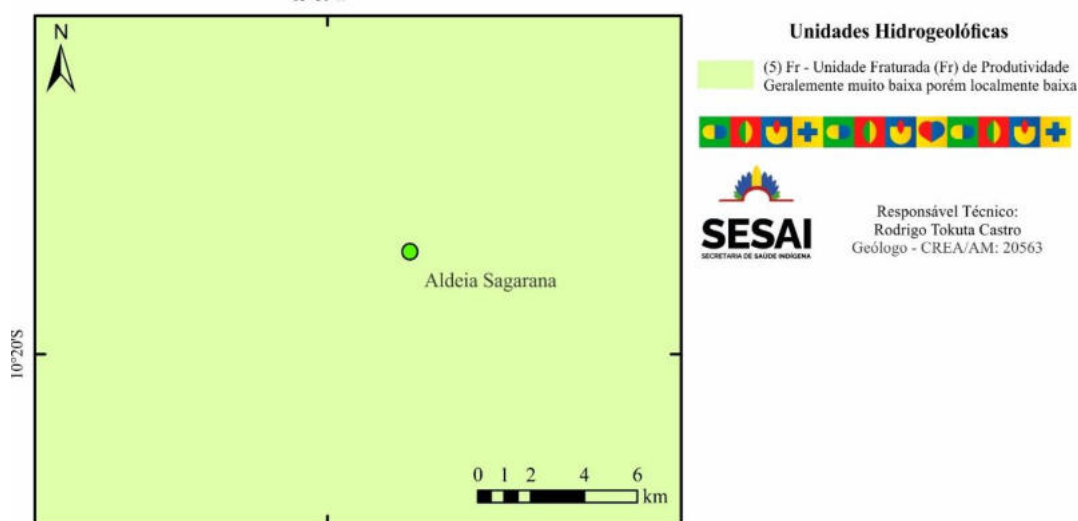 N
Aldeia Sagarana
10°20'S
0 1 2 4 6
km
Unidades Hidrogeolóficas
(5) Fr - Unidade Fraturada (Fr) de Produtividade
Geralemente muito baixa porém localmente baixa
SESAI
SECRETARIA DE SAÚDE INDÍGENA
Responsável Técnico:
Rodrigo Tokuta Castro
Geólogo - CREA/AM: 20563